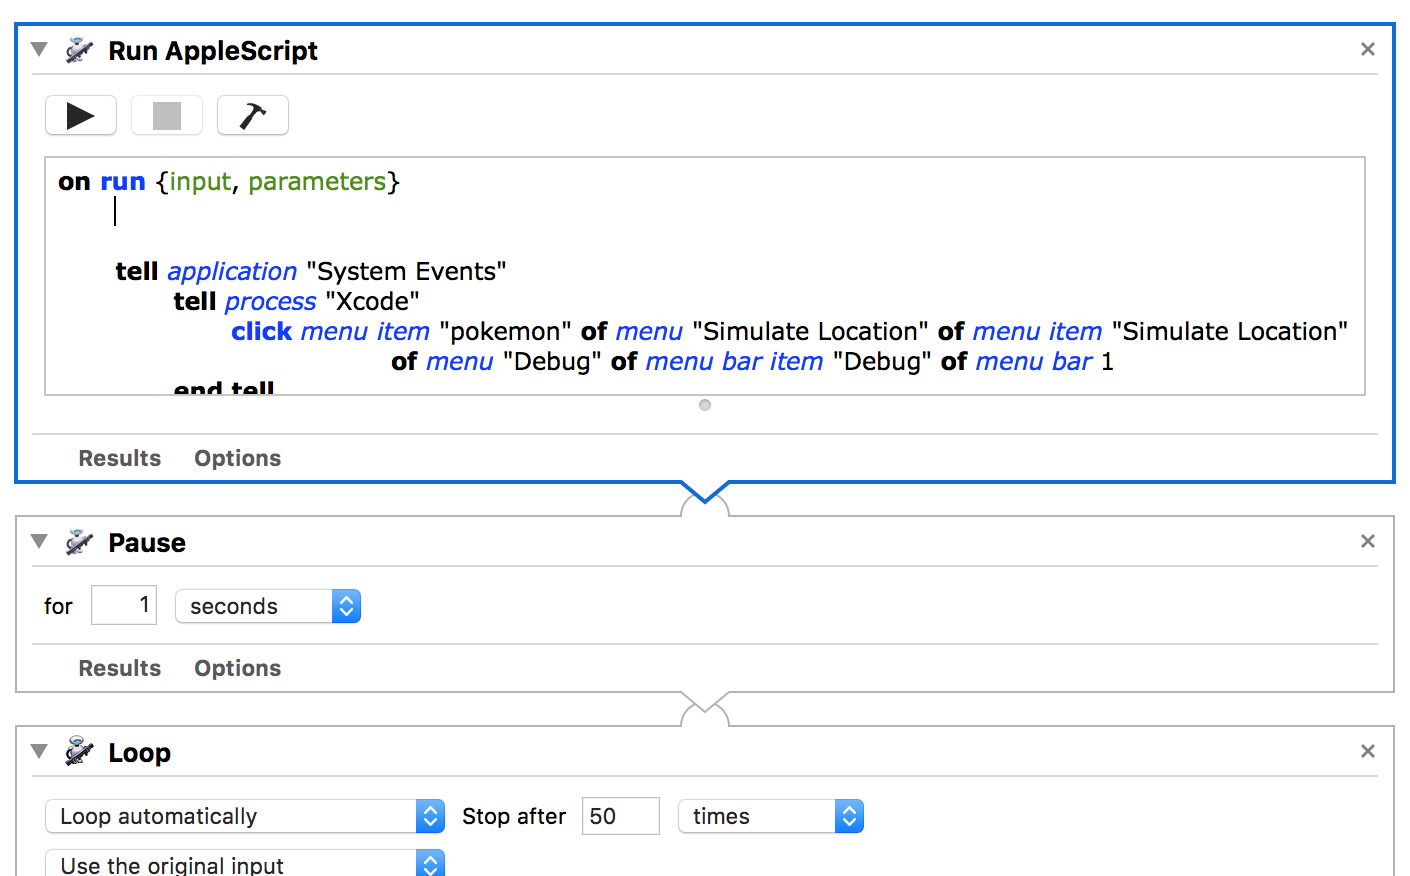 Run AppleScript
on run {input, parameters}
tell application "System Events"
tell process "Xcode"
click menu item "pokemon" of menu "Simulate Location" of menu item "Simulate Location"
of menu "Debug" of menu bar item "Debug" of menu bar 1
end tell
Results Options
Pause
for 1 seconds
Results Options
Loop
Loop automatically Stop after 50 times
Use the original input